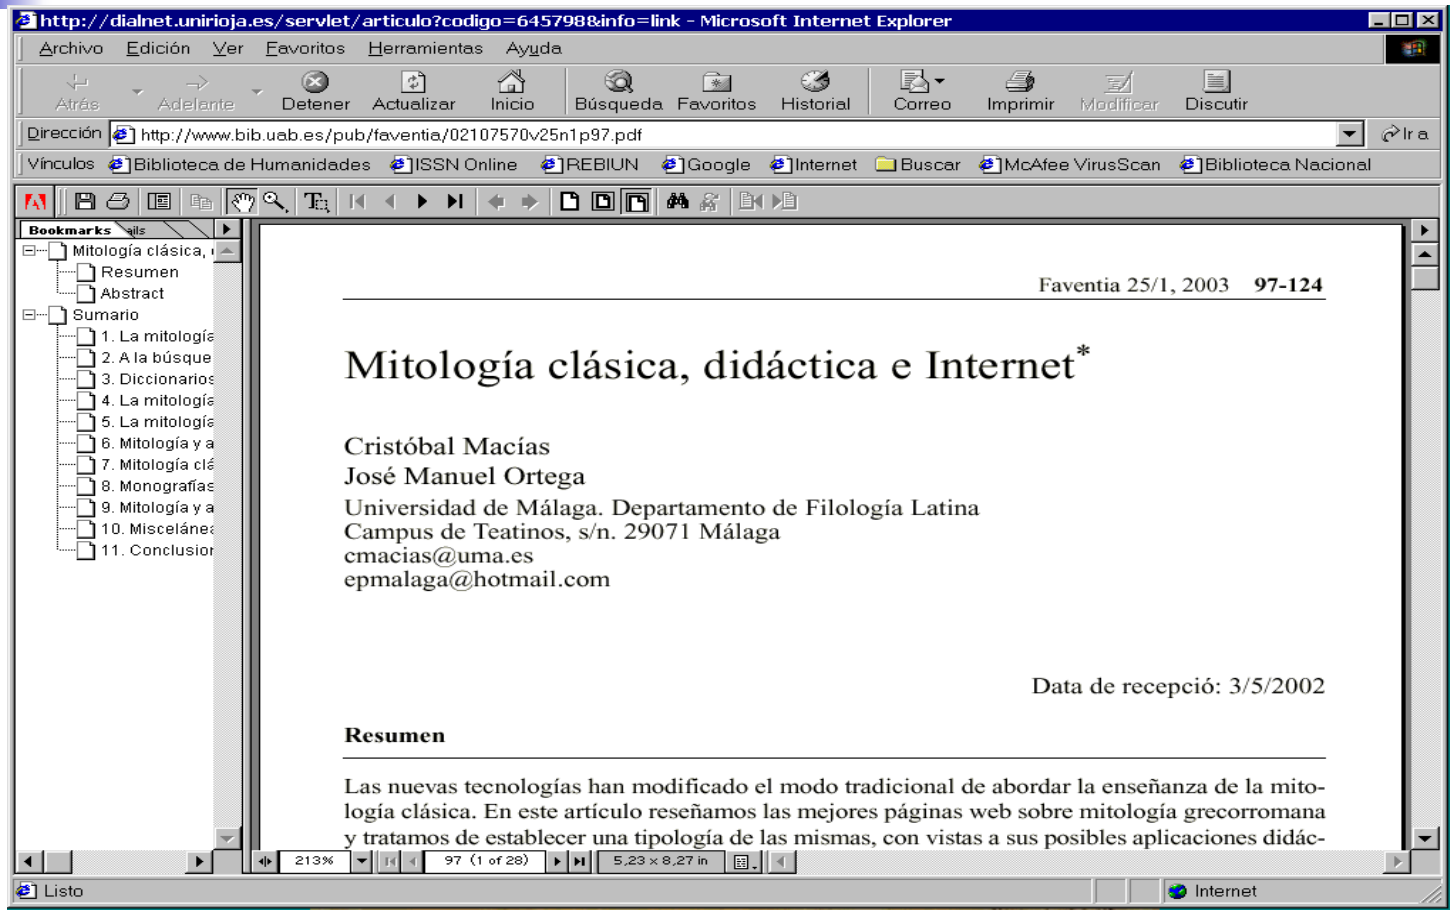 http://dialnet.unirioja.es/servlet/articulo?codigo=645798&info=link - Microsoft Internet Explorer
Archivo Edición Ver Favoritos Herramientas Ayuda
Atrás Adelante Detener Actualizar Inicio Búsqueda Favoritos Historial Correo Imprimir Modificar Discutir
Dirección http://www.bib.uab.es/pub/faventia/02107570v25n1p97.pdf Ir a
Vínculos Biblioteca de Humanidades ISSN Online REBIUN Google Internet Buscar McAfee VirusScan Biblioteca Nacional
Bookmarks ails
Mitología clásica,
Resumen
Abstract
Sumario
1. La mitología
2. A la búsque
3. Diccionarios
4. La mitología
5. La mitología
6. Mitología y a
7. Mitología clá
8. Monografías
9. Mitología y a
10. Miscelánea
11. Conclusion
Faventia 25/1, 2003 97-124
Mitología clásica, didáctica e Internet*
Cristóbal Macías
José Manuel Ortega
Universidad de Málaga. Departamento de Filología Latina
Campus de Teatinos, s/n. 29071 Málaga
cmacias@uma.es
epmalaga@hotmail.com
Data de recepció: 3/5/2002
Resumen
Las nuevas tecnologías han modificado el modo tradicional de abordar la enseñanza de la mito-
logía clásica. En este artículo reseñamos las mejores páginas web sobre mitología grecorromana
y tratamos de establecer una tipología de las mismas, con vistas a sus posibles aplicaciones didác-
213% 97 (1 of 28) 5,23 x 8,27 in
Listo Internet